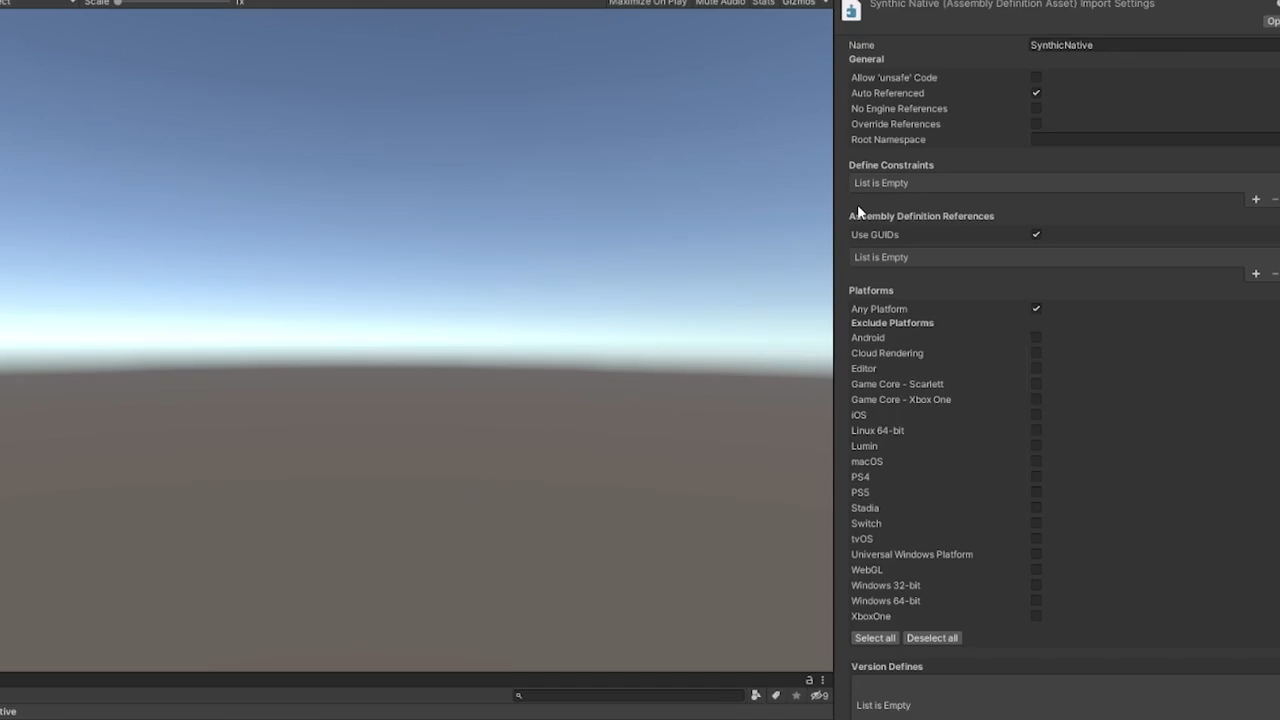 Scale 1x Maximize On Play Mute Audio Stats Gizmos
Synthic Native (Assembly Definition Asset) Import Settings
Name SynthicNative
General
Allow 'unsafe' Code
Auto Referenced
No Engine References
Override References
Root Namespace
Define Constraints
List is Empty
Assembly Definition References
Use GUIDs
List is Empty
Platforms
Any Platform
Exclude Platforms
Android
Cloud Rendering
Editor
Game Core - Scarlett
Game Core - Xbox One
iOS
Linux 64-bit
Lumin
macOS
PS4
PS5
Stadia
Switch
tvOS
Universal Windows Platform
WebGL
Windows 32-bit
Windows 64-bit
XboxOne
Select all Deselect all
Version Defines
9
List is Empty